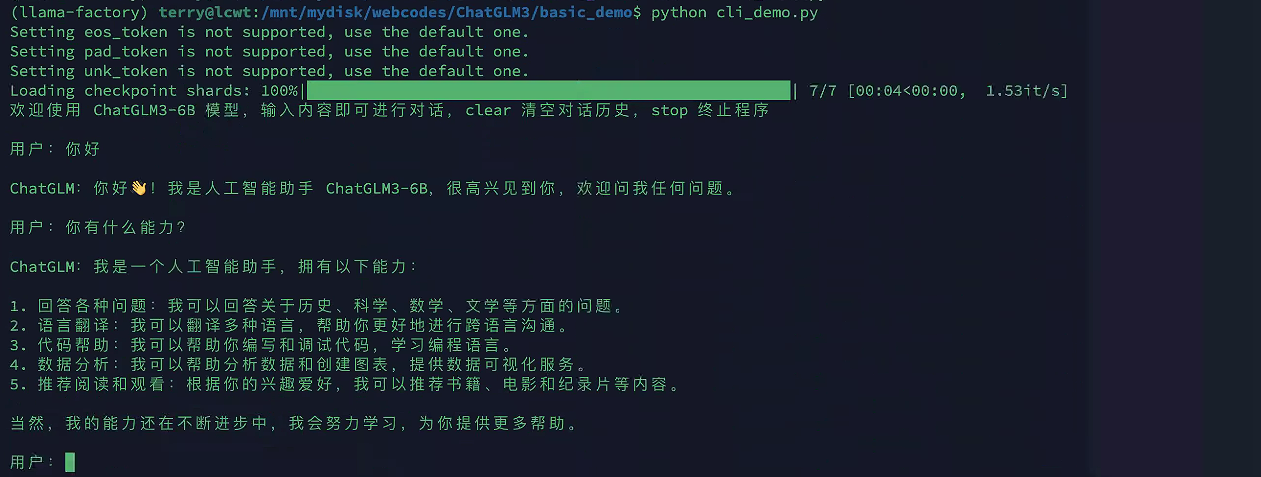 (llama-factory) terry@lcwt:/mnt/mydisk/webcodes/ChatGLM3/basic_demo$ python cli_demo.py
Setting eos_token is not supported, use the default one.
Setting pad_token is not supported, use the default one.
Setting unk_token is not supported, use the default one.
Loading checkpoint shards: 100%|| 7/7 [00:04<00:00,  1.53it/s]
欢迎使用 ChatGLM3-6B 模型，输入内容即可进行对话，clear 清空对话历史，stop 终止程序
用户：你好
ChatGLM：你好👋！我是人工智能助手 ChatGLM3-6B，很高兴见到你，欢迎问我任何问题。
用户：你有什么能力？
ChatGLM：我是一个人工智能助手，拥有以下能力：
1. 回答各种问题：我可以回答关于历史、科学、数学、文学等方面的问题。
2. 语言翻译：我可以翻译多种语言，帮助你更好地进行跨语言沟通。
3. 代码帮助：我可以帮助你编写和调试代码，学习编程语言。
4. 数据分析：我可以帮助分析数据和创建图表，提供数据可视化服务。
5. 推荐阅读和观看：根据你的兴趣爱好，我可以推荐书籍、电影和纪录片等内容。
当然，我的能力还在不断进步中，我会努力学习，为你提供更多帮助。
用户：